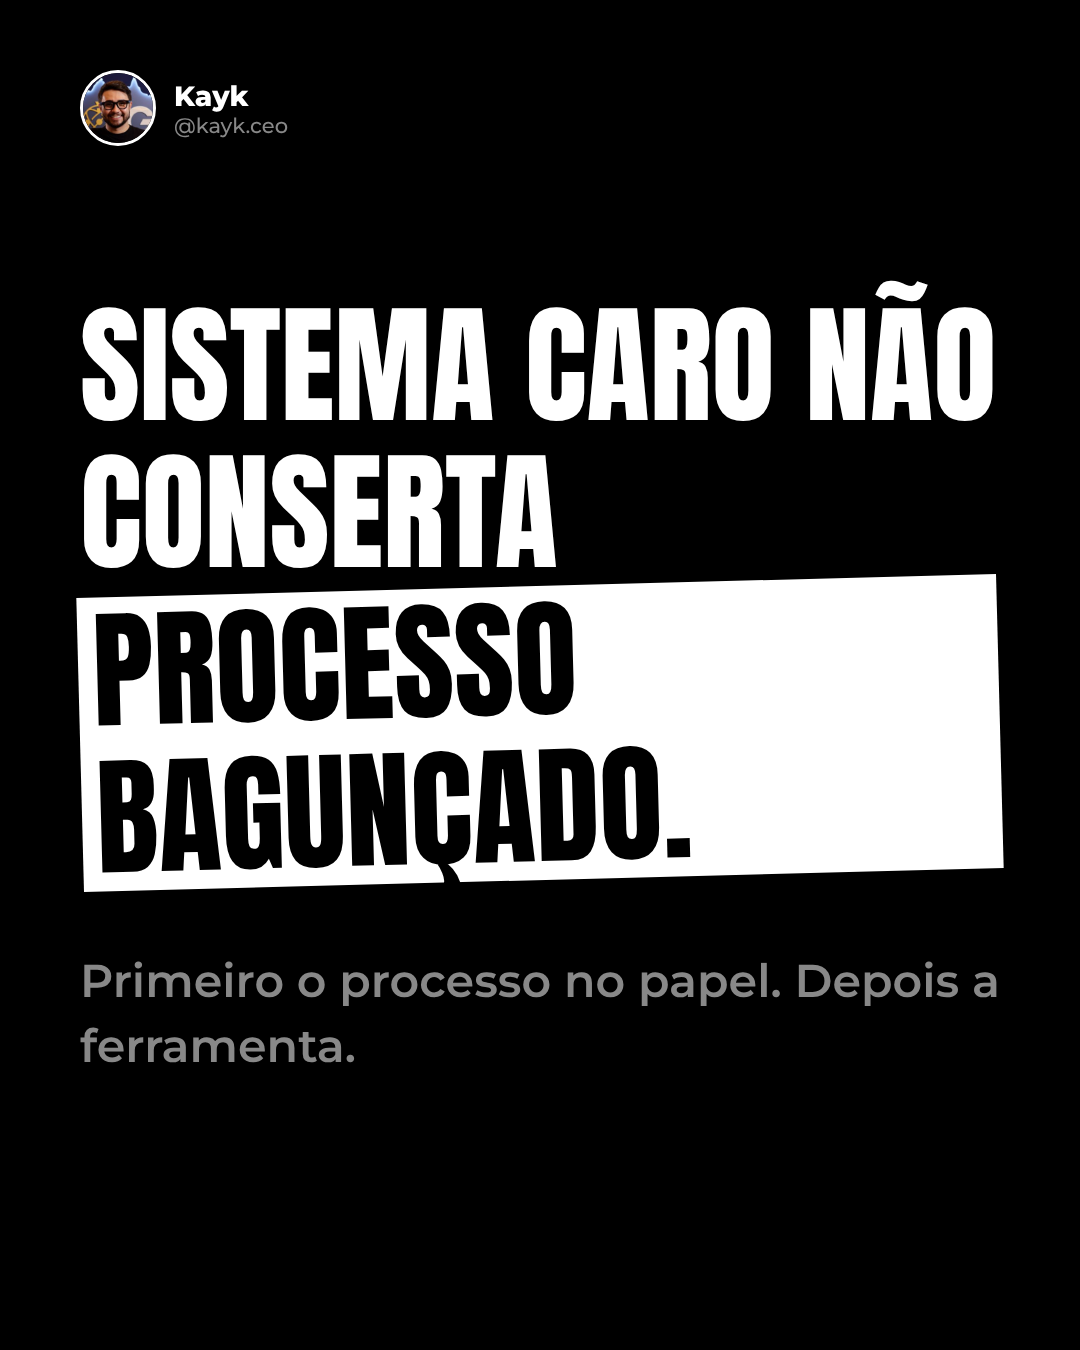 Kayk
@kayk.ceo
SISTEMA CARO NÃO
CONSERTA
PROCESSO
BAGUNÇADO.
Primeiro o processo no papel. Depois a
ferramenta.